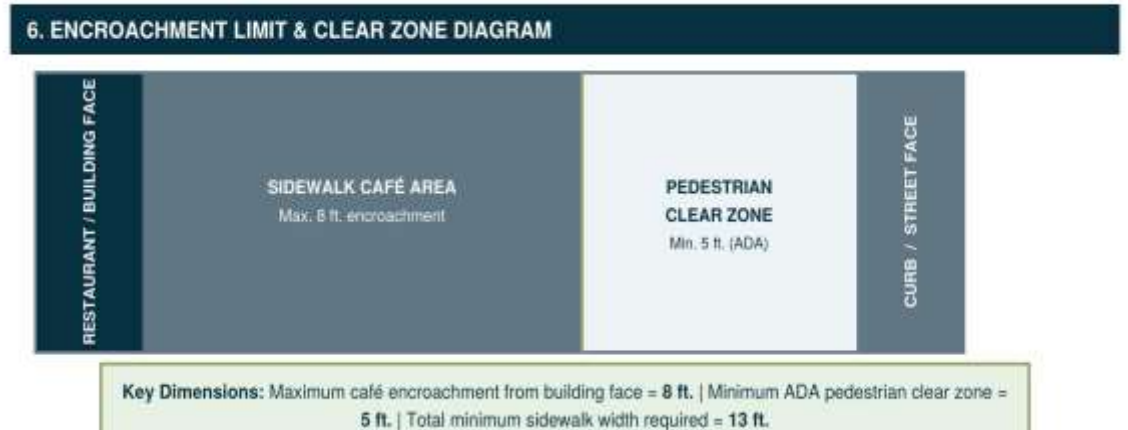 6. ENCROACHMENT LIMIT & CLEAR ZONE DIAGRAM
RESTAURANT / BUILDING FACE
SIDEWALK CAFÉ AREA
Max. 8 ft. encroachment
PEDESTRIAN
CLEAR ZONE
Min. 5 ft. (ADA)
CURB / STREET FACE
Key Dimensions: Maximum café encroachment from building face = 8 ft. | Minimum ADA pedestrian clear zone =
5 ft. | Total minimum sidewalk width required = 13 ft.